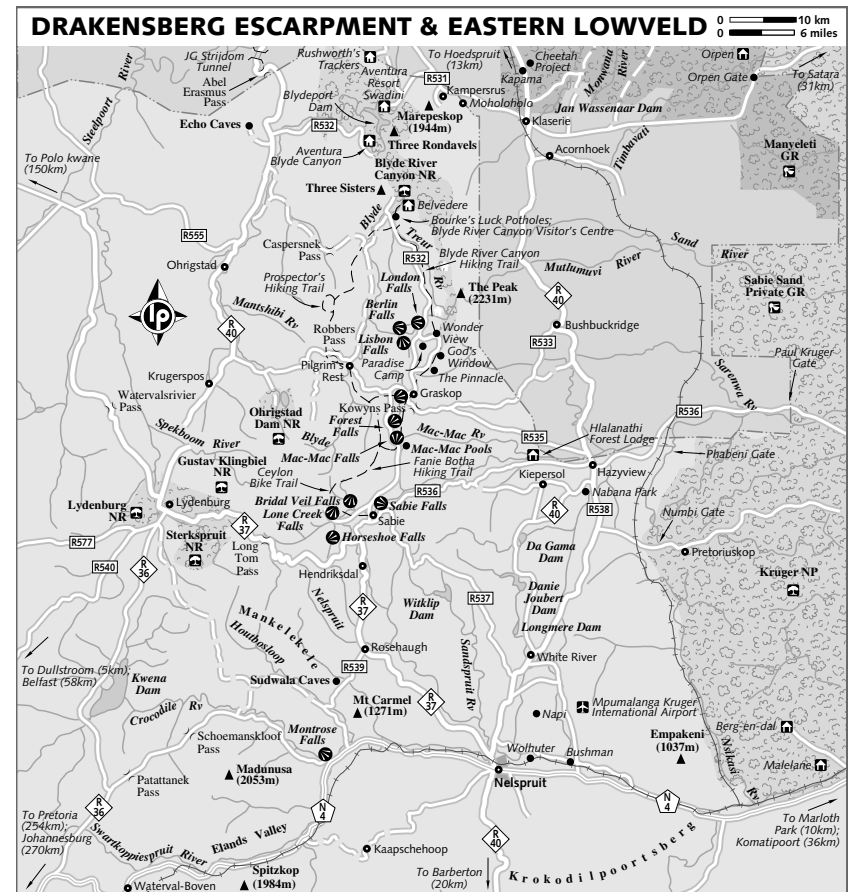 DRAKENSBERG ESCARPMENT & EASTERN LOWVELD
0 10 km
0 6 miles
JG Strijdom
Tunnel
Abel
Erasmus
Pass
River
Steelpoort
Rushworth's
Trackers
Aventura
Resort
Swadini
Blydeport
Dam
To Hoedspruit
(13km)
R531
Kampersrus
Moholoholo
Cheetah
Project
Kapama
Monwana
River
Orpen
Orpen Gate
To Satara
(31km)
Jan Wassenaar Dam
Klaserie
Marepeskop
(1944m)
Echo Caves
R532
Three Rondavels
Aventura
Blyde Canyon
Acornhoek
Timbavati
Manyeleti
GR
To Polo kwane
(150km)
Blyde River
Canyon NR
Three Sisters
Belvedere
Blyde
Bourke's Luck Potholes;
Blyde River Canyon Visitor's Centre
R555
Treur
Rv
Caspersnek
Pass
R532
Blyde River Canyon
Hiking Trail
Sand
River
Ohrigstad
Prospector's
Hiking Trail
London
Falls
Mutlumuvi River
Sabie Sand
Private GR
The Peak
(2231m)
R
40
Mantshibi Rv
Berlin
Falls
R
40
Robbers
Pass
Lisbon
Falls
Wonder
View
Bushbuckridge
R533
God's
Window
Paul Kruger
Gate
Pilgrim's
Rest
Paradise
Camp
The Pinnacle
Krugerspos
Watervalsrivier
Pass
Graskop
Sarenwa Rv
Kowyns Pass
R536
Ohrigstad
Dam NR
Forest
Falls
Mac-Mac Rv
Spekboom River
Blyde
R535
Hlalanathi
Forest Lodge
Mac-Mac Falls
Mac-Mac Pools
Phabeni Gate
Gustav Klingbiel
NR
Ceylon
Bike Trail
Fanie Botha
Hiking Trail
Hazyview
Kiepersol
R536
Nabana Park
Lydenburg
NR
Lydenburg
Bridal Veil Falls
Lone Creek
Falls
Sabie Falls
Sabie
R
40
R538
Numbi Gate
R
37
R577
Sterkspruit
NR
Long
Tom
Pass
Horseshoe Falls
Da Gama
Dam
Pretoriuskop
R540
R
36
Hendriksdal
Kruger NP
Danie
Joubert
Dam
R537
Witklip
Dam
Nelspruit
R
37
Mankelekele
Houtbosloop
Longmere Dam
Sandspruit Rv
Rosehaugh
White River
To Dullstroom (5km);
Belfast (58km)
R539
Kwena
Dam
Sudwala Caves
R
37
Mt Carmel
(1271m)
Napi
Mpumalanga Kruger
International Airport
Crocodile Rv
Berg-en-dal
Schoemanskloof
Pass
Montrose
Falls
Empakeni
(1037m)
Nsikasi
Rv
Wolhuter
Bushman
Malelane
Madunusa
(2053m)
Nelspruit
Patattanek
Pass
R
36
N
4
N
4
To Pretoria
(254km);
Johannesburg
(270km)
To Marloth
Park (10km);
Komatipoort (36km)
Swartkoppiespruit River
Elands Valley
Kaapschehoop
R
40
Krokodilpoortsberg
Spitzkop
(1984m)
To Barberton
(20km)
Waterval-Boven
lp